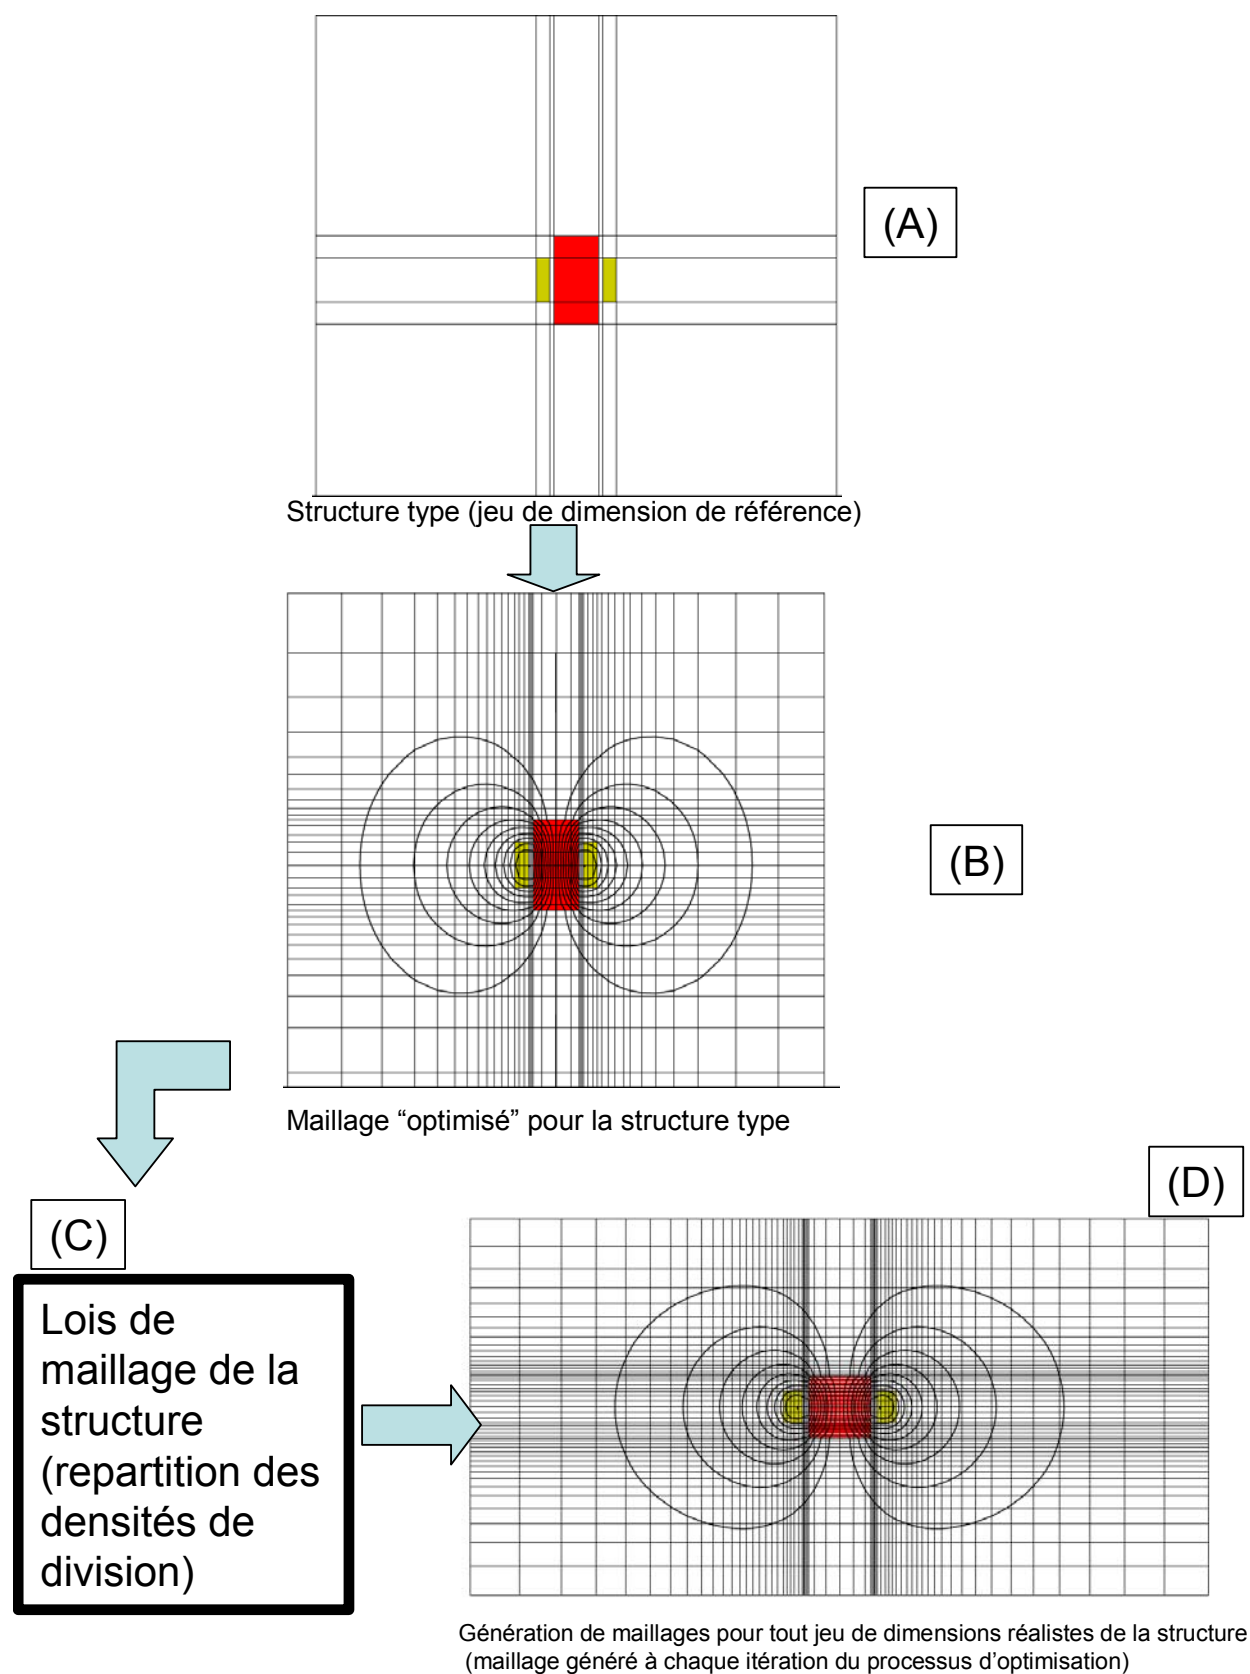 (A)
Structure type (jeu de dimension de référence)
(B)
Maillage “optimisé” pour la structure type
(C)
Lois de
maillage de la
structure
(repartition des
densités de
division)
(D)
Génération de maillages pour tout jeu de dimensions réalistes de la structure
(maillage généré à chaque itération du processus d'optimisation)